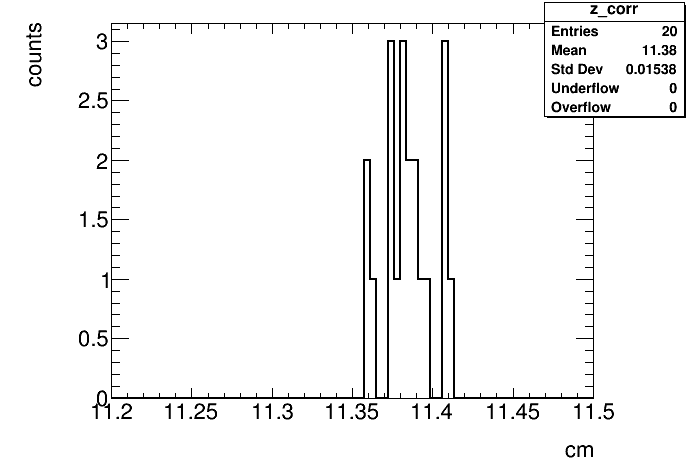 z_corr
Entries 20
Mean 11.38
Std Dev 0.01538
Underflow 0
Overflow 0
counts
3
2.5
2
1.5
1
0.5
0
11.2 11.25 11.3 11.35 11.4 11.45 11.5
cm